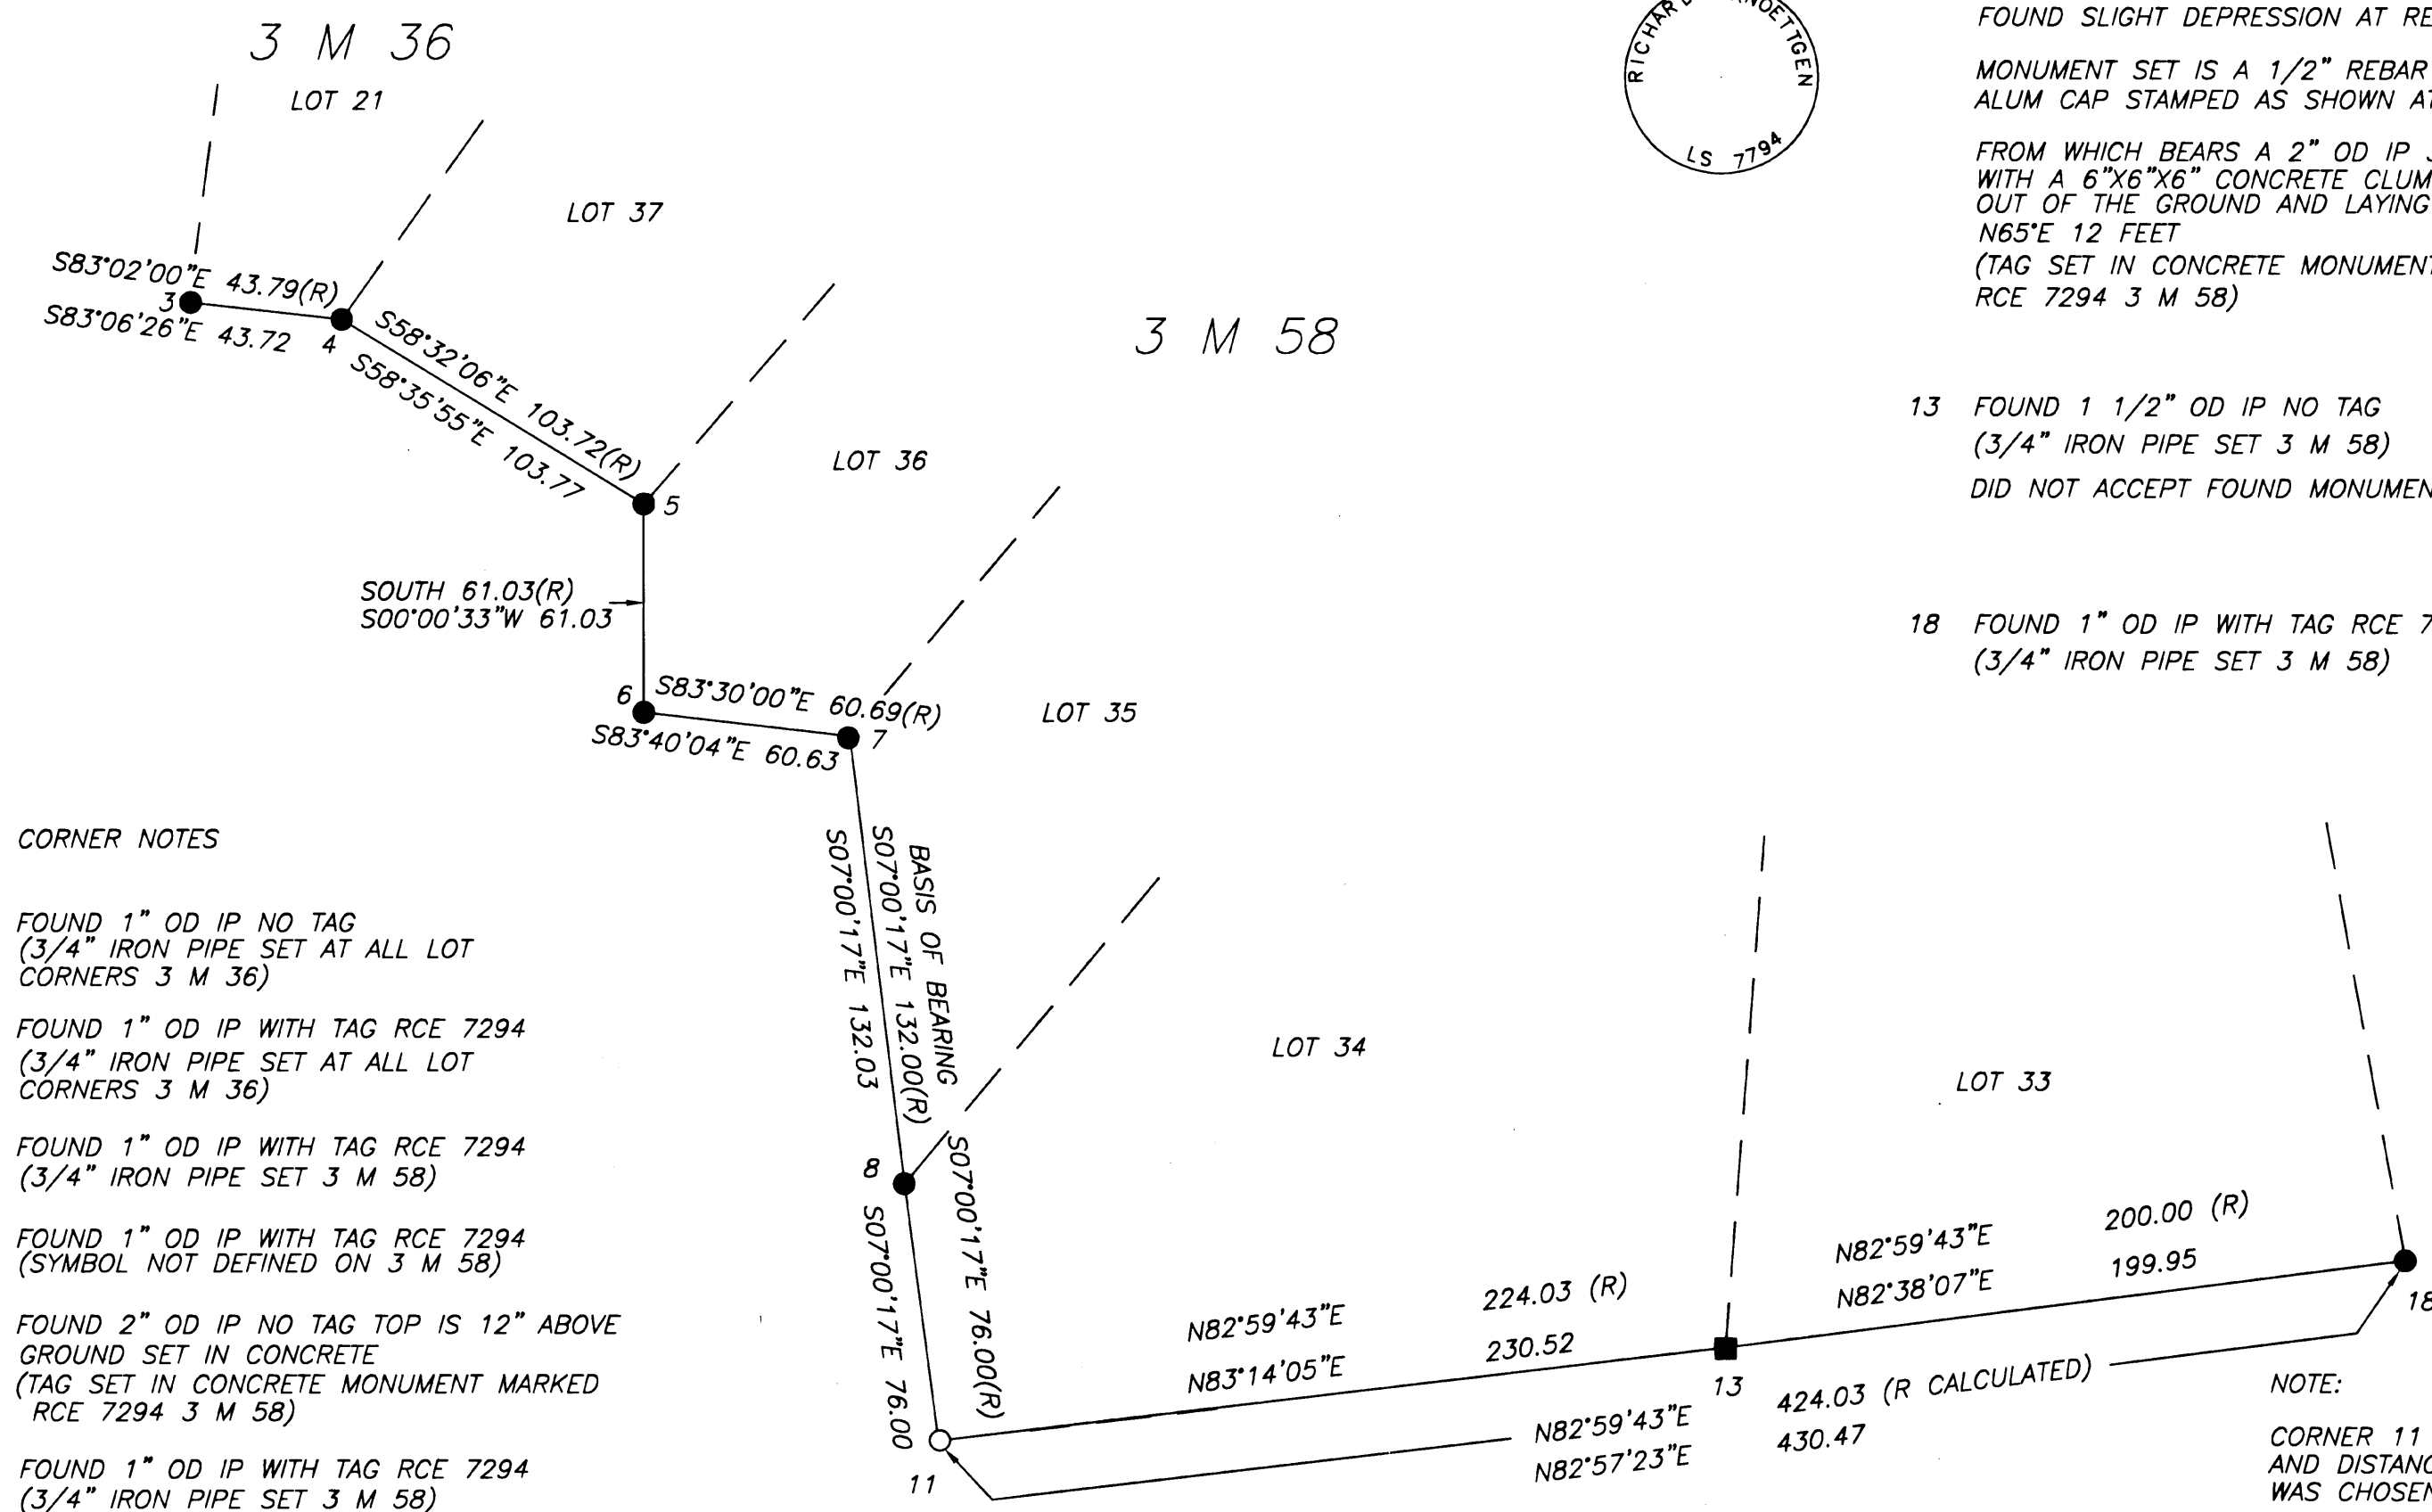 3 M 36
LOT 21
LOT 37
S83°02'00"E 43.79(R)
3
S83°06'26"E 43.72
4
S58°32'06"E 103.72(R)
S58°35'55"E 103.77
3 M 58
5
LOT 36
SOUTH 61.03(R)
S00°00'33"W 61.03
6
S83°30'00"E 60.69(R)
S83°40'04"E 60.63
7
LOT 35
BASIS OF BEARING
S07°00'17"E 132.00(R)
S07°00'17"E 132.03
8
S07°00'17"E 76.00(R)
S07°00'17"E 76.00
11
LOT 34
LOT 33
N82°59'43"E 224.03 (R)
N83°14'05"E 230.52
13
N82°59'43"E 200.00 (R)
N82°38'07"E 199.95
18
N82°59'43"E 424.03 (R CALCULATED)
N82°57'23"E 430.47
CORNER NOTES
FOUND 1" OD IP NO TAG
(3/4" IRON PIPE SET AT ALL LOT
CORNERS 3 M 36)
FOUND 1" OD IP WITH TAG RCE 7294
(3/4" IRON PIPE SET AT ALL LOT
CORNERS 3 M 36)
FOUND 1" OD IP WITH TAG RCE 7294
(3/4" IRON PIPE SET 3 M 58)
FOUND 1" OD IP WITH TAG RCE 7294
(SYMBOL NOT DEFINED ON 3 M 58)
FOUND 2" OD IP NO TAG TOP IS 12" ABOVE
GROUND SET IN CONCRETE
(TAG SET IN CONCRETE MONUMENT MARKED
RCE 7294 3 M 58)
FOUND 1" OD IP WITH TAG RCE 7294
(3/4" IRON PIPE SET 3 M 58)
RICHAR
LS 7794
FOUND SLIGHT DEPRESSION AT RE
MONUMENT SET IS A 1/2" REBAR
ALUM CAP STAMPED AS SHOWN AT
FROM WHICH BEARS A 2" OD IP
WITH A 6"X6"X6" CONCRETE CLUM
OUT OF THE GROUND AND LAYING
N65°E 12 FEET
(TAG SET IN CONCRETE MONUMENT
RCE 7294 3 M 58)
13 FOUND 1 1/2" OD IP NO TAG
(3/4" IRON PIPE SET 3 M 58)
DID NOT ACCEPT FOUND MONUMEN
18 FOUND 1" OD IP WITH TAG RCE 7
(3/4" IRON PIPE SET 3 M 58)
NOTE:
CORNER 11
AND DISTANC
WAS CHOSEN